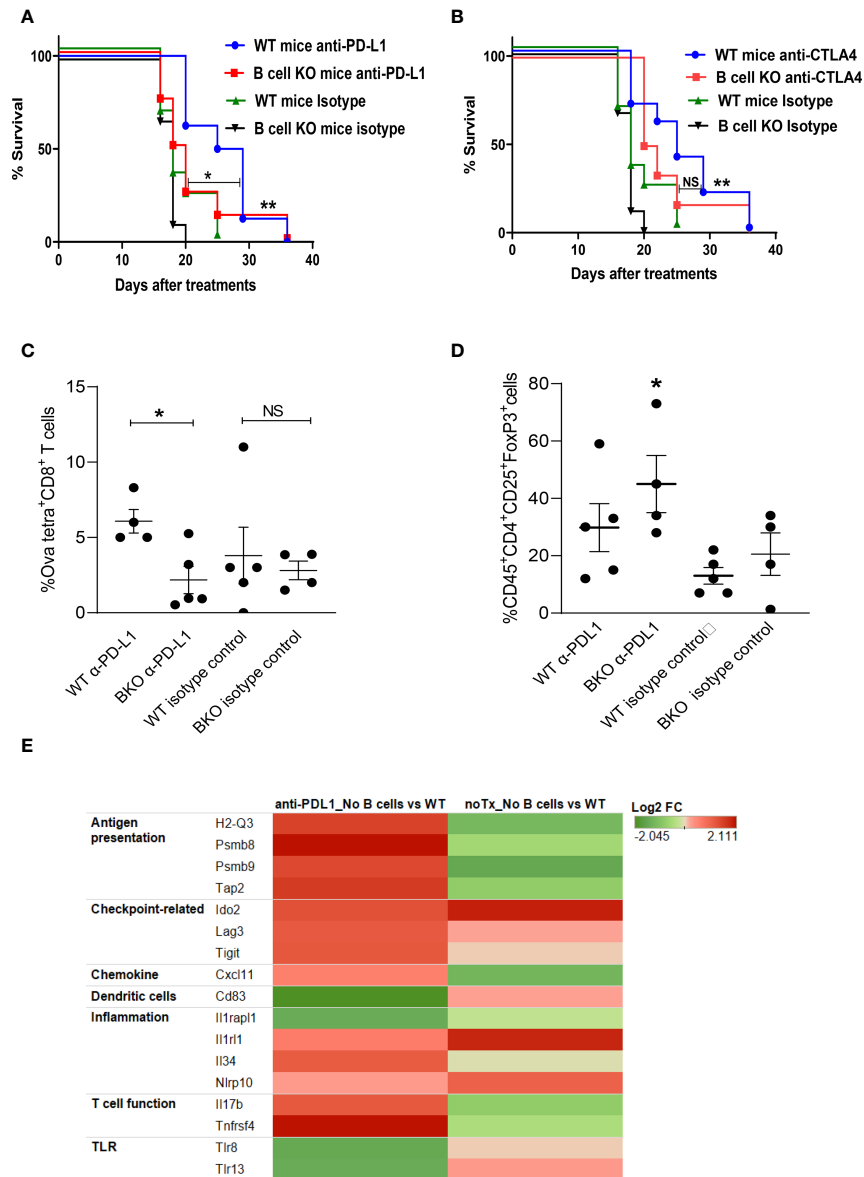 A
% Survival
100
50
0
0
10
20
30
40
Days after treatments
WT mice anti-PD-L1
B cell KO mice anti-PD-L1
WT mice Isotype
B cell KO mice isotype
*
**
B
% Survival
100
50
0
0
10
20
30
40
Days after treatments
WT mice anti-CTLA4
B cell KO anti-CTLA4
WT mice Isotype
B cell KO Isotype
NS
**
C
%Ova tetra+CD8+ T cells
15
10
5
0
*
NS
WT α-PD-L1
BKO α-PD-L1
WT isotype control
BKO isotype control
D
%CD45+CD4+CD25+FoxP3+cells
80
60
40
20
0
*
WT α-PDL1
BKO α-PDL1
WT isotype control□
BKO isotype control
E
anti-PDL1_No B cells vs WT noTx_No B cells vs WT
Log2 FC
-2.045 2.111
Antigen presentation
H2-Q3
Psmb8
Psmb9
Tap2
Checkpoint-related Ido2
Lag3
Tigit
Chemokine Cxcl11
Dendritic cells Cd83
Inflammation Il1rapl1
Il1rl1
Il34
Nlrp10
T cell function Il17b
Tnfrsf4
TLR Tlr8
Tlr13